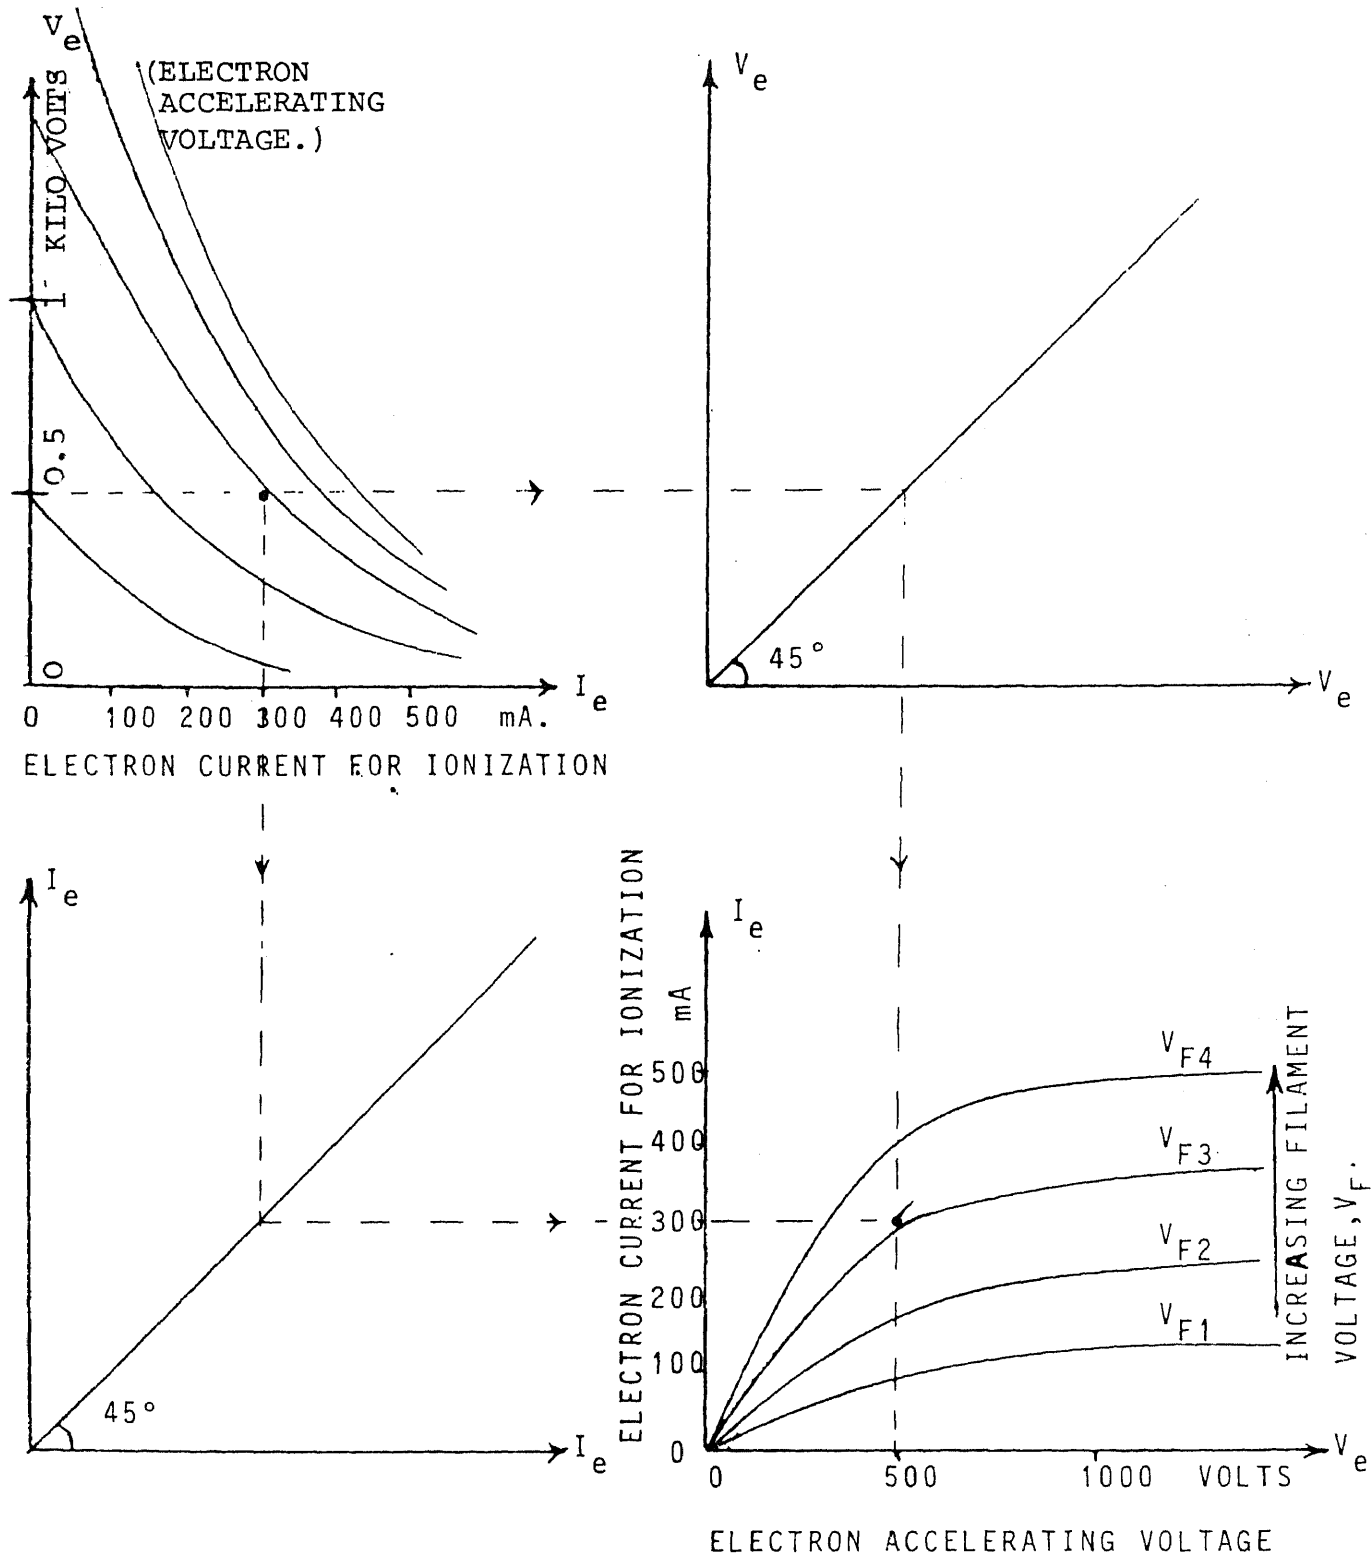 Ve
(ELECTRON
ACCELERATING
VOLTAGE.)
KILO VOLTS
1
0.5
0
Ie
0 100 200 300 400 500 mA.
ELECTRON CURRENT FOR IONIZATION
Ve
45°
Ve
Ie
45°
Ie
ELECTRON CURRENT FOR IONIZATION
mA
Ie
500
400
300
200
100
0
VF4
VF3
VF2
VF1
INCREASING FILAMENT
VOLTAGE, VF.
0 500 1000 VOLTS
Ve
ELECTRON ACCELERATING VOLTAGE